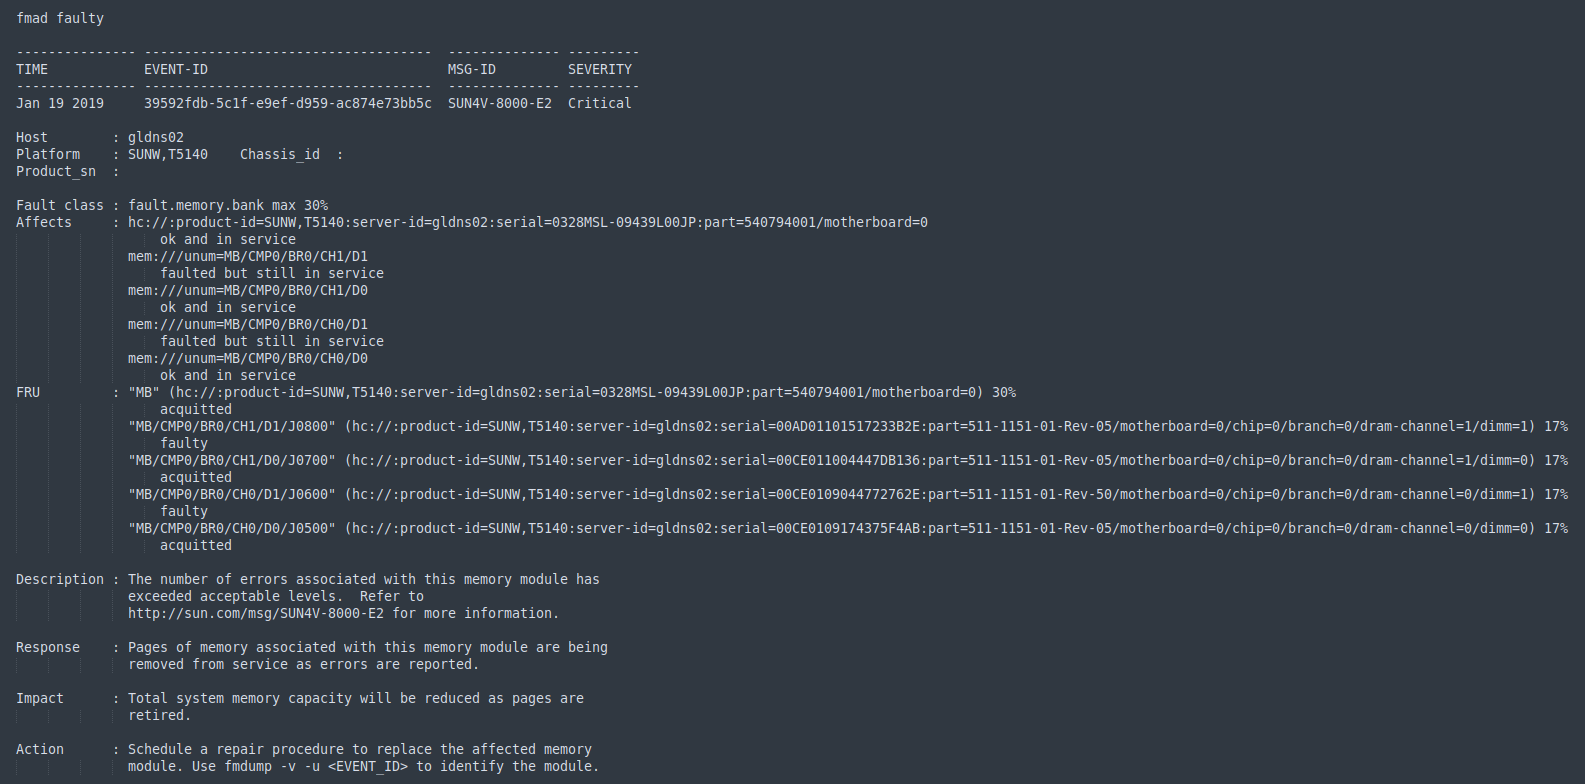 fmad faulty
--------------- ------------------------------------  -------------- ---------
TIME            EVENT-ID                              MSG-ID         SEVERITY
--------------- ------------------------------------  -------------- ---------
Jan 19 2019     39592fdb-5c1f-e9ef-d959-ac874e73bb5c  SUN4V-8000-E2  Critical
Host        : gldns02
Platform    : SUNW,T5140    Chassis_id  :
Product_sn  :
Fault class : fault.memory.bank max 30%
Affects     : hc://:product-id=SUNW,T5140:server-id=gldns02:serial=0328MSL-09439L00JP:part=540794001/motherboard=0
                  ok and in service
              mem:///unum=MB/CMP0/BR0/CH1/D1
                  faulted but still in service
              mem:///unum=MB/CMP0/BR0/CH1/D0
                  ok and in service
              mem:///unum=MB/CMP0/BR0/CH0/D1
                  faulted but still in service
              mem:///unum=MB/CMP0/BR0/CH0/D0
                  ok and in service
FRU         : "MB" (hc://:product-id=SUNW,T5140:server-id=gldns02:serial=0328MSL-09439L00JP:part=540794001/motherboard=0) 30%
                  acquitted
              "MB/CMP0/BR0/CH1/D1/J0800" (hc://:product-id=SUNW,T5140:server-id=gldns02:serial=00AD01101517233B2E:part=511-1151-01-Rev-05/motherboard=0/chip=0/branch=0/dram-channel=1/dimm=1) 17%
                  faulty
              "MB/CMP0/BR0/CH1/D0/J0700" (hc://:product-id=SUNW,T5140:server-id=gldns02:serial=00CE011004447DB136:part=511-1151-01-Rev-05/motherboard=0/chip=0/branch=0/dram-channel=1/dimm=0) 17%
                  acquitted
              "MB/CMP0/BR0/CH0/D1/J0600" (hc://:product-id=SUNW,T5140:server-id=gldns02:serial=00CE0109044772762E:part=511-1151-01-Rev-50/motherboard=0/chip=0/branch=0/dram-channel=0/dimm=1) 17%
                  faulty
              "MB/CMP0/BR0/CH0/D0/J0500" (hc://:product-id=SUNW,T5140:server-id=gldns02:serial=00CE0109174375F4AB:part=511-1151-01-Rev-05/motherboard=0/chip=0/branch=0/dram-channel=0/dimm=0) 17%
                  acquitted
Description : The number of errors associated with this memory module has
              exceeded acceptable levels.  Refer to
              http://sun.com/msg/SUN4V-8000-E2 for more information.
Response    : Pages of memory associated with this memory module are being
              removed from service as errors are reported.
Impact      : Total system memory capacity will be reduced as pages are
              retired.
Action      : Schedule a repair procedure to replace the affected memory
              module. Use fmdump -v -u <EVENT_ID> to identify the module.